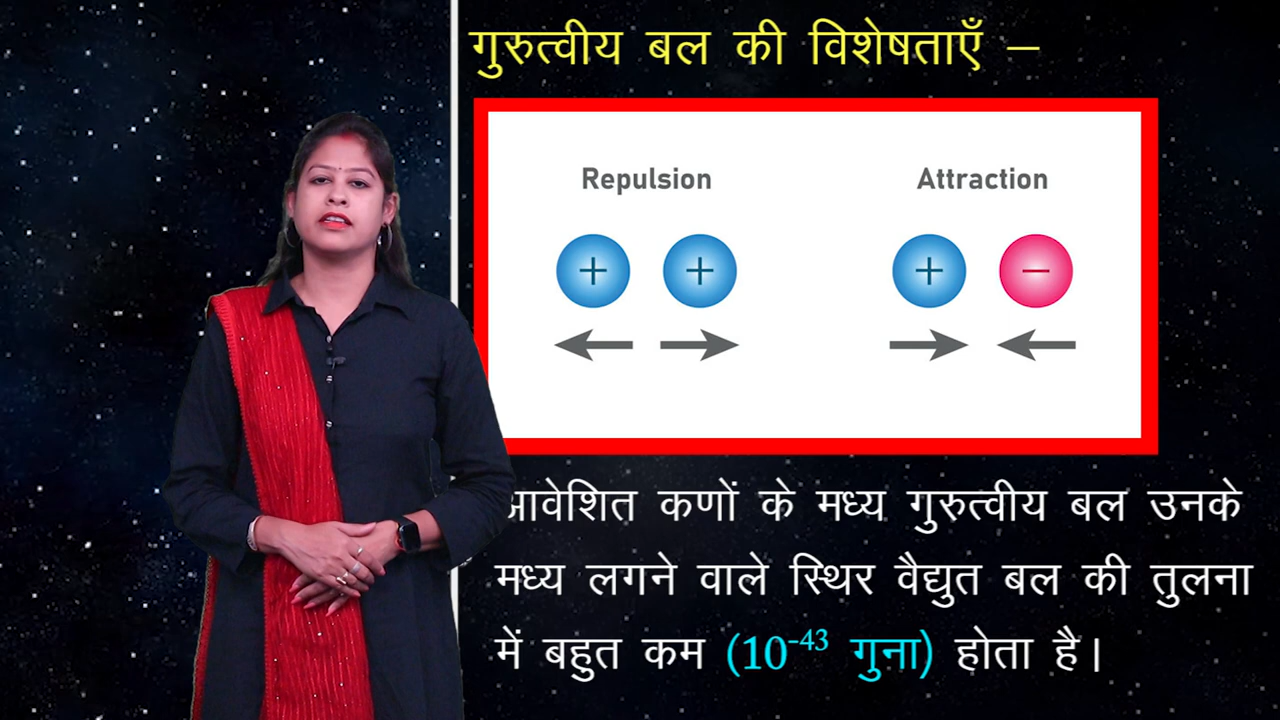 गुरुत्वीय बल की विशेषताएँ –
Repulsion Attraction
+ + + −
आवेशित कणों के मध्य गुरुत्वीय बल उनके
मध्य लगने वाले स्थिर वैद्युत बल की तुलना
में बहुत कम (10⁻⁴³ गुना) होता है।